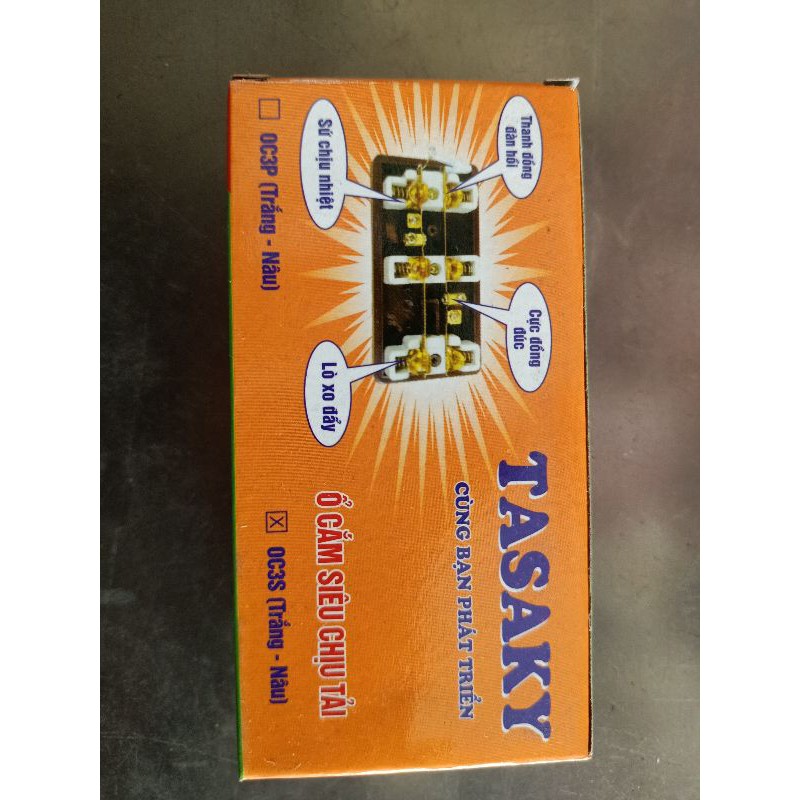 TASAKY
CÙNG BẠN PHÁT TRIỂN
Thanh đồng
đàn hồi
Cực đồng
đúc
Sứ chịu nhiệt
Lò xo đẩy
Ổ CẮM SIÊU CHỊU TẢI
OC3P (Trắng - Nâu)
OC3S (Trắng - Nâu)